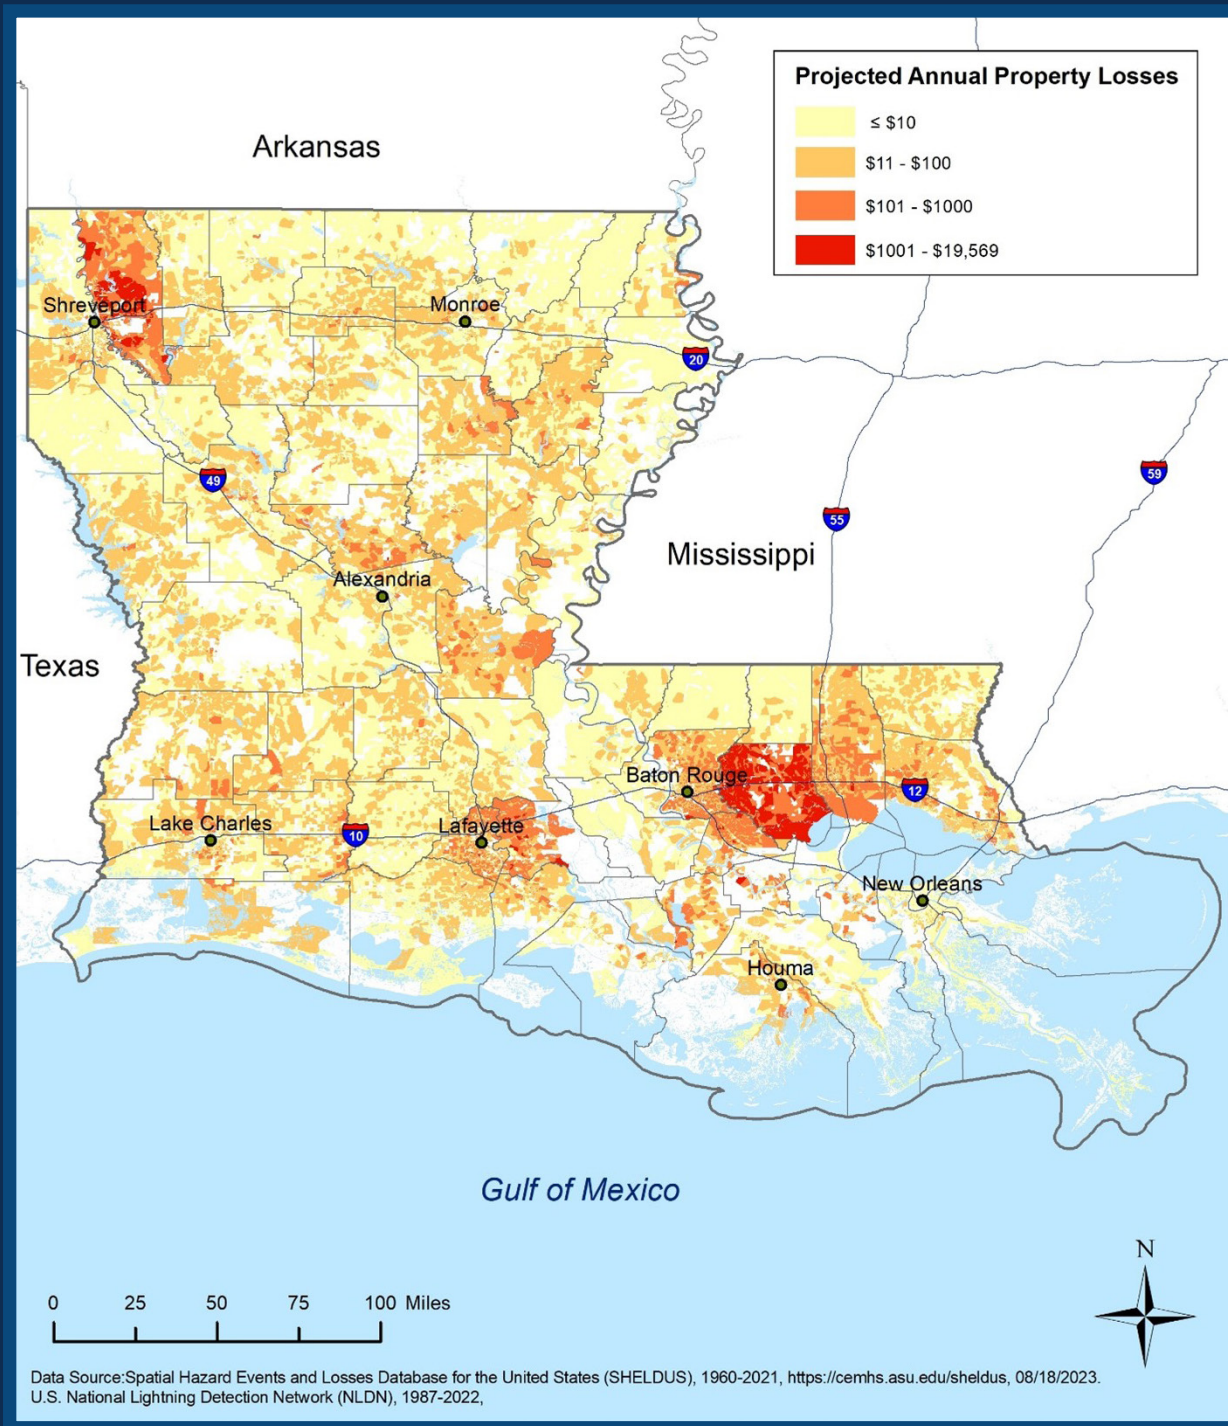 Projected Annual Property Losses
≤ $10
$11 - $100
$101 - $1000
$1001 - $19,569
Arkansas
Shreveport
Monroe
20
49
59
55
Mississippi
Alexandria
Texas
Baton Rouge
12
Lake Charles
10
Lafayette
New Orleans
Houma
Gulf of Mexico
N
0 25 50 75 100 Miles
Data Source:Spatial Hazard Events and Losses Database for the United States (SHELDUS), 1960-2021, https://cemhs.asu.edu/sheldus, 08/18/2023.
U.S. National Lightning Detection Network (NLDN), 1987-2022,